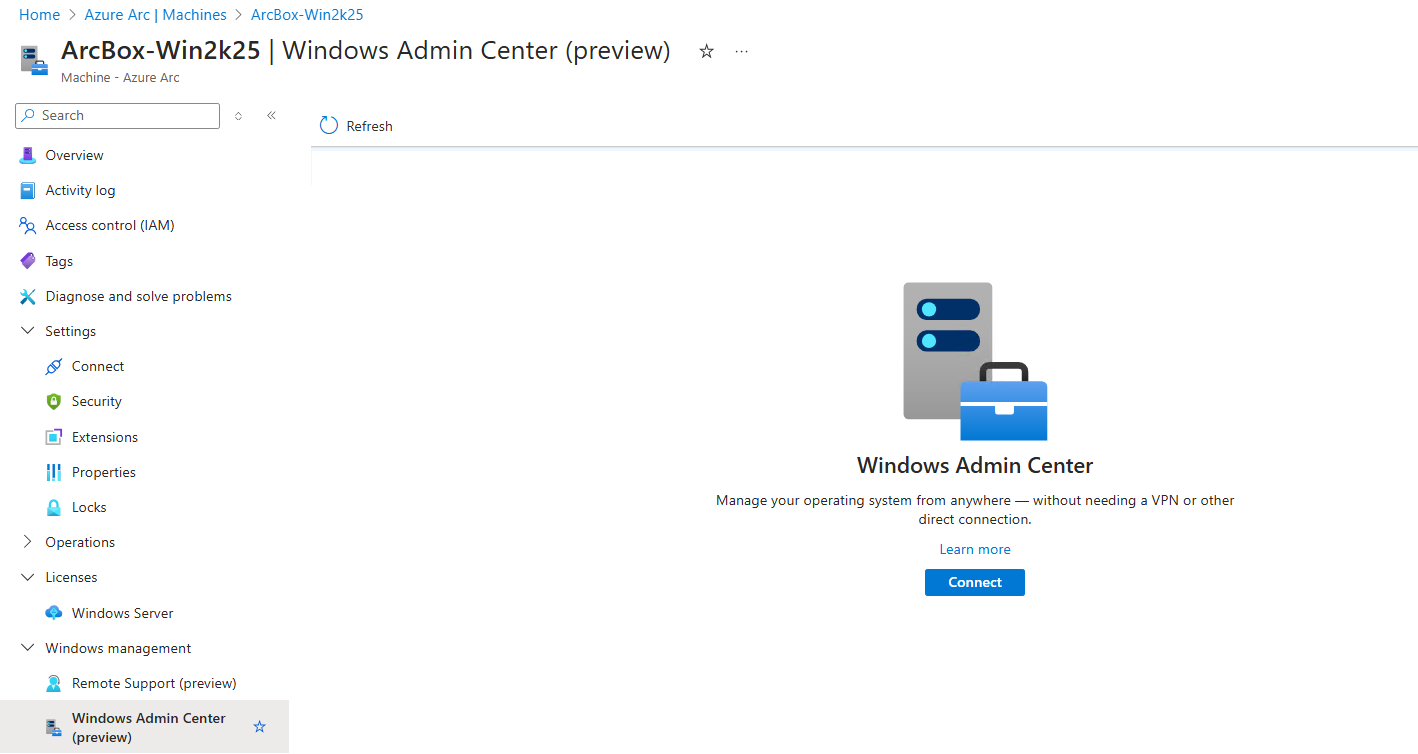 Home > Azure Arc | Machines > ArcBox-Win2k25
ArcBox-Win2k25 | Windows Admin Center (preview)
Machine - Azure Arc
Search
Refresh
Overview
Activity log
Access control (IAM)
Tags
Diagnose and solve problems
Settings
Connect
Security
Extensions
Properties
Locks
Operations
Licenses
Windows Server
Windows management
Remote Support (preview)
Windows Admin Center
(preview)
Windows Admin Center
Manage your operating system from anywhere — without needing a VPN or other
direct connection.
Learn more
Connect